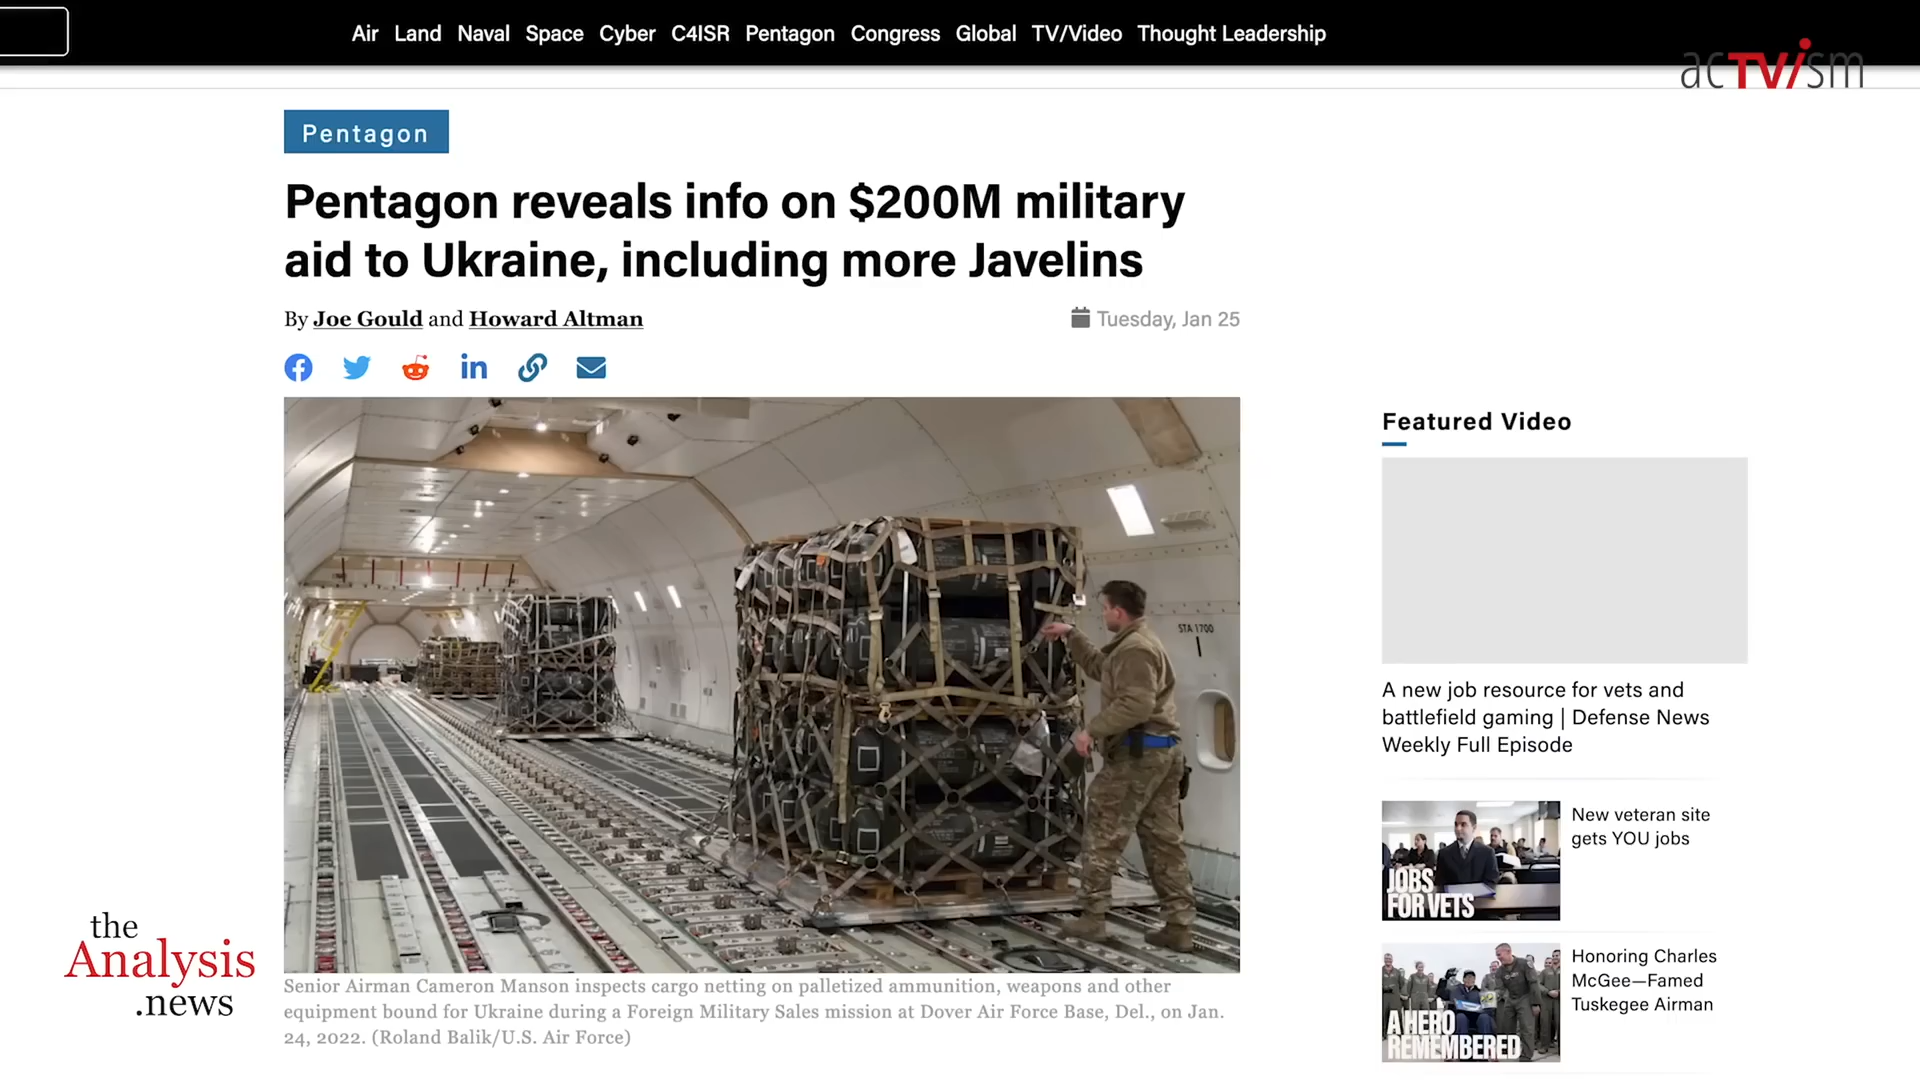 Air Land Naval Space Cyber C4ISR Pentagon Congress Global TV/Video Thought Leadership
acTVism
Pentagon
Pentagon reveals info on $200M military
aid to Ukraine, including more Javelins
By Joe Gould and Howard Altman
Tuesday, Jan 25
STA 1700
Senior Airman Cameron Manson inspects cargo netting on palletized ammunition, weapons and other
equipment bound for Ukraine during a Foreign Military Sales mission at Dover Air Force Base, Del., on Jan.
24, 2022. (Roland Balik/U.S. Air Force)
Featured Video
A new job resource for vets and
battlefield gaming | Defense News
Weekly Full Episode
JOBS
FOR VETS
New veteran site
gets YOU jobs
A HERO
REMEMBERED
Honoring Charles
McGee—Famed
Tuskegee Airman
the
Analysis
.news